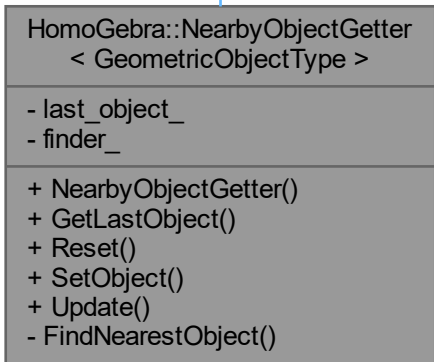 HomoGebra::NearbyObjectGetter
< GeometricObjectType >
- last_object_
- finder_
+ NearbyObjectGetter()
+ GetLastObject()
+ Reset()
+ SetObject()
+ Update()
- FindNearestObject()